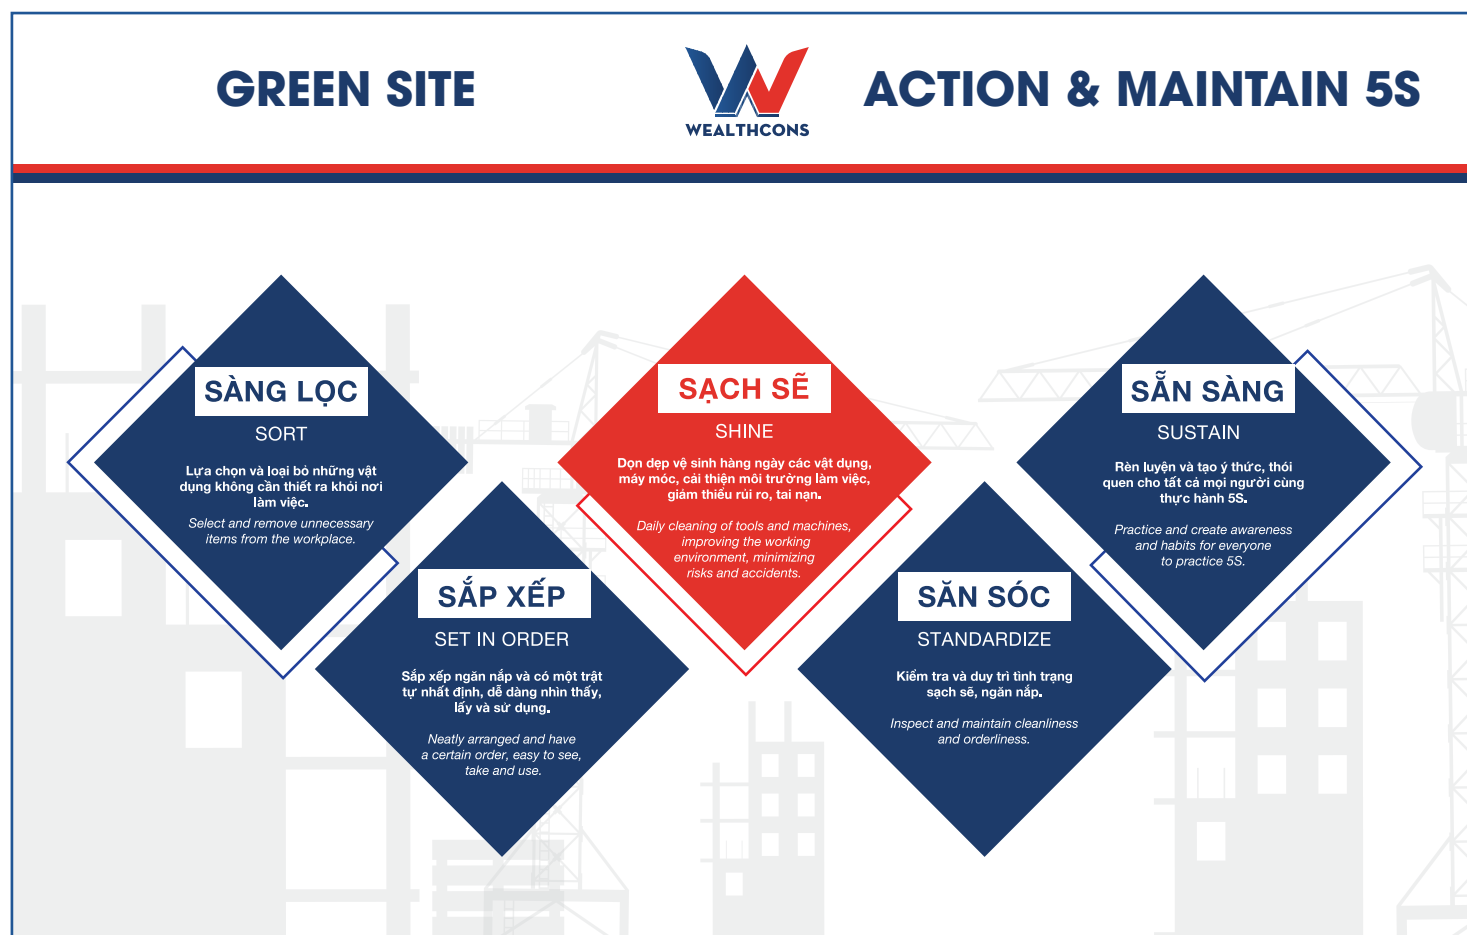 GREEN SITE
WEALTHCONS
ACTION & MAINTAIN 5S
SÀNG LỌC
SORT
Lựa chọn và loại bỏ những vật
dụng không cần thiết ra khỏi nơi
làm việc.
Select and remove unnecessary
items from the workplace.
SẮP XẾP
SET IN ORDER
Sắp xếp ngăn nắp và có một trật
tự nhất định, dễ dàng nhìn thấy,
lấy và sử dụng.
Neatly arranged and have
a certain order, easy to see,
take and use.
SẠCH SẼ
SHINE
Dọn dẹp vệ sinh hàng ngày các vật dụng,
máy móc, cải thiện môi trường làm việc,
giảm thiểu rủi ro, tai nạn.
Daily cleaning of tools and machines,
improving the working
environment, minimizing
risks and accidents.
SĂN SÓC
STANDARDIZE
Kiểm tra và duy trì tình trạng
sạch sẽ, ngăn nắp.
Inspect and maintain cleanliness
and orderliness.
SẴN SÀNG
SUSTAIN
Rèn luyện và tạo ý thức, thói
quen cho tất cả mọi người cùng
thực hành 5S.
Practice and create awareness
and habits for everyone
to practice 5S.